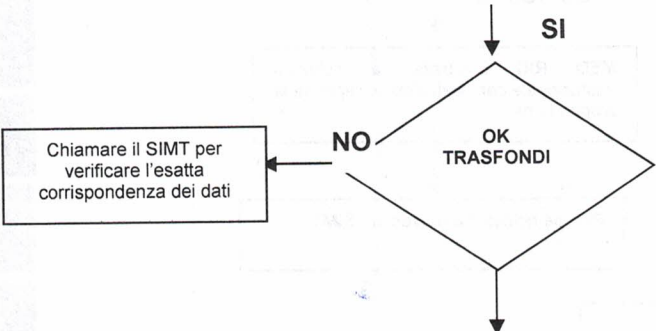 SI
NO
OK
TRASFONDI
Chiamare il SIMT per
verificare l'esatta
corrispondenza dei dati